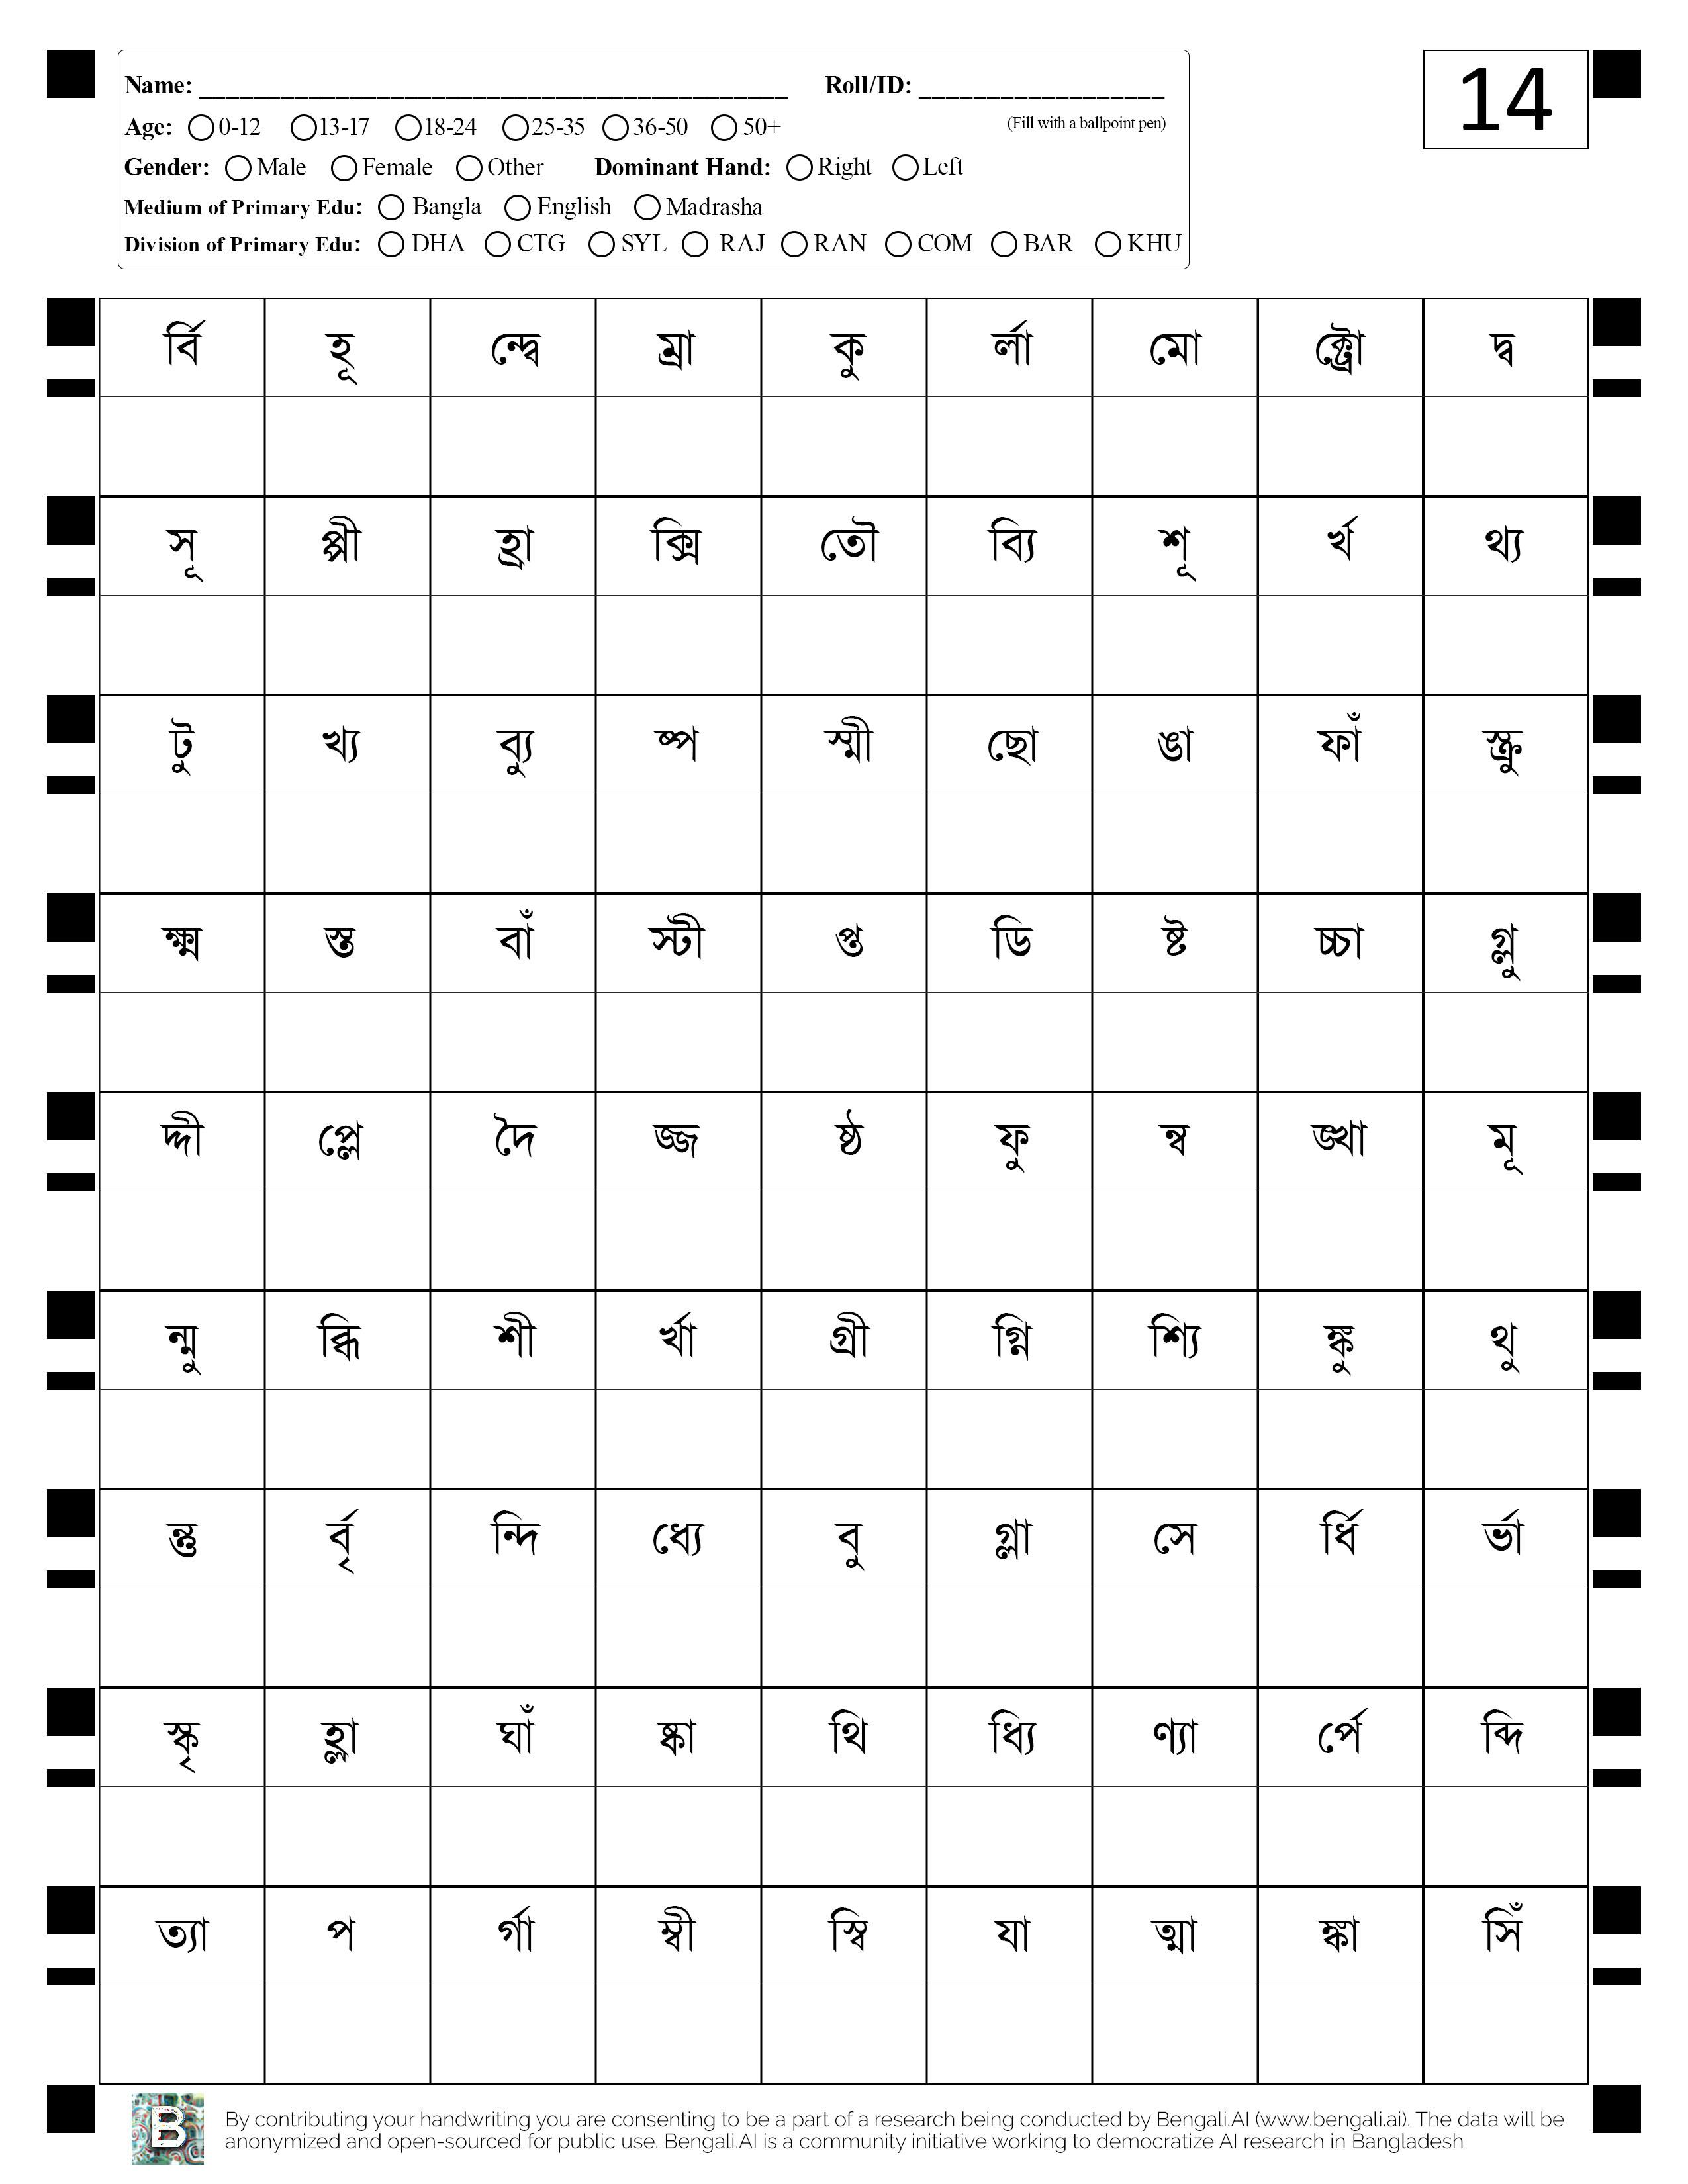 Name: ___________________________________________ Roll/ID: __________________
14
Age: 0-12 13-17 18-24 25-35 36-50 50+ (Fill with a ballpoint pen)
Gender: Male Female Other Dominant Hand: Right Left
Medium of Primary Edu: Bangla English Madrasha
Division of Primary Edu: DHA CTG SYL RAJ RAN COM BAR KHU
র্বি হূ ন্দ্বে ম্রা কু র্লা মো ক্ট্রো দ্ব
সূ প্পী হ্রা ক্সি তৌ ব্যি শূ র্খ থ্য
টু খ্য ব্যু ষ্প স্মী ছো ঙা ফাঁ স্ক্রু
ক্ষ্ম স্ত বাঁ স্টী প্ত ডি ষ্ট চ্চা গ্লু
দ্দী প্লে দৈ জ্জ ষ্ঠ ফু ন্ব ঙ্খা মূ
ন্মু ব্ধি শী র্খা গ্রী গ্নি শ্যি ঙ্কু থু
ন্তু র্বৃ ন্দি ধ্যে বু গ্লা সে র্ধি র্ভা
স্কৃ হ্লা ঘাঁ ষ্কা থি ধ্যি ণ্যা র্পে ব্দি
ত্যা প র্গা ম্বী স্বি যা ত্মা ঙ্কা সিঁ
B
By contributing your handwriting you are consenting to be a part of a research being conducted by Bengali.AI (www.bengali.ai). The data will be
anonymized and open-sourced for public use. Bengali.AI is a community initiative working to democratize AI research in Bangladesh